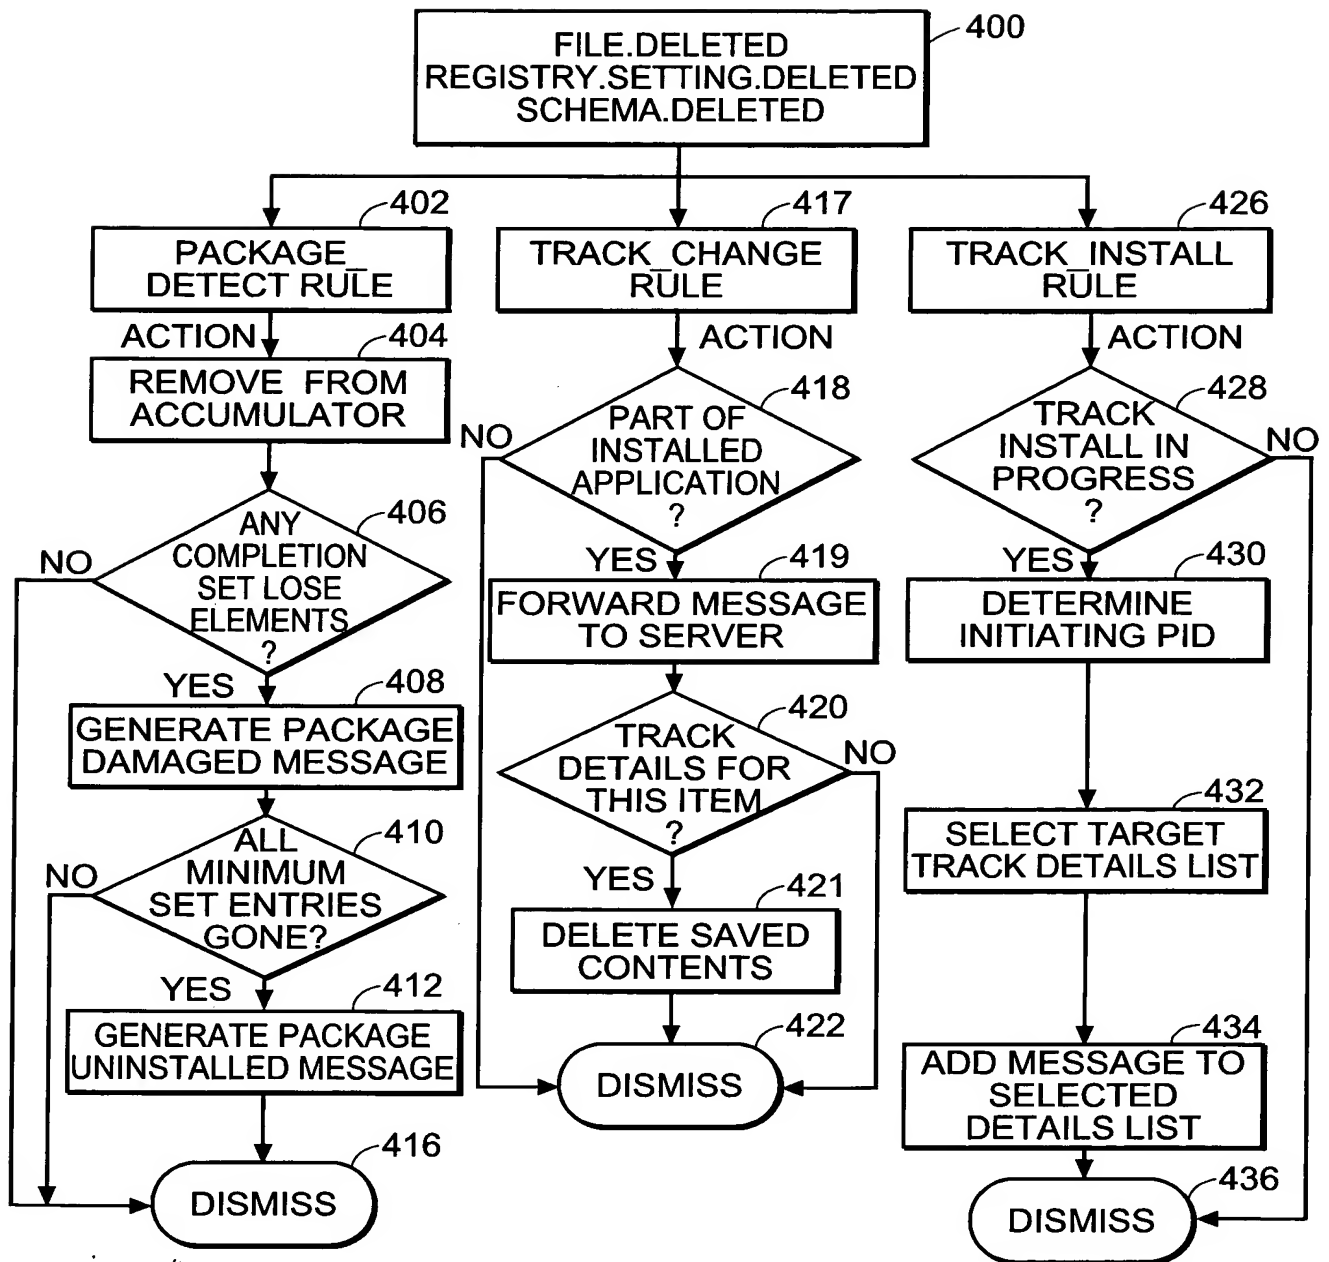 400
FILE.DELETED
REGISTRY.SETTING.DELETED
SCHEMA.DELETED
402
PACKAGE_
DETECT RULE
ACTION
404
REMOVE FROM
ACCUMULATOR
406
ANY
COMPLETION
SET LOSE
ELEMENTS
?
NO
YES
408
GENERATE PACKAGE
DAMAGED MESSAGE
410
ALL
MINIMUM
SET ENTRIES
GONE?
NO
YES
412
GENERATE PACKAGE
UNINSTALLED MESSAGE
416
DISMISS
417
TRACK_CHANGE
RULE
ACTION
418
PART OF
INSTALLED
APPLICATION
?
NO
YES
419
FORWARD MESSAGE
TO SERVER
420
TRACK
DETAILS FOR
THIS ITEM
?
NO
YES
421
DELETE SAVED
CONTENTS
422
DISMISS
426
TRACK_INSTALL
RULE
ACTION
428
TRACK
INSTALL IN
PROGRESS
?
NO
YES
430
DETERMINE
INITIATING PID
432
SELECT TARGET
TRACK DETAILS LIST
434
ADD MESSAGE TO
SELECTED
DETAILS LIST
436
DISMISS